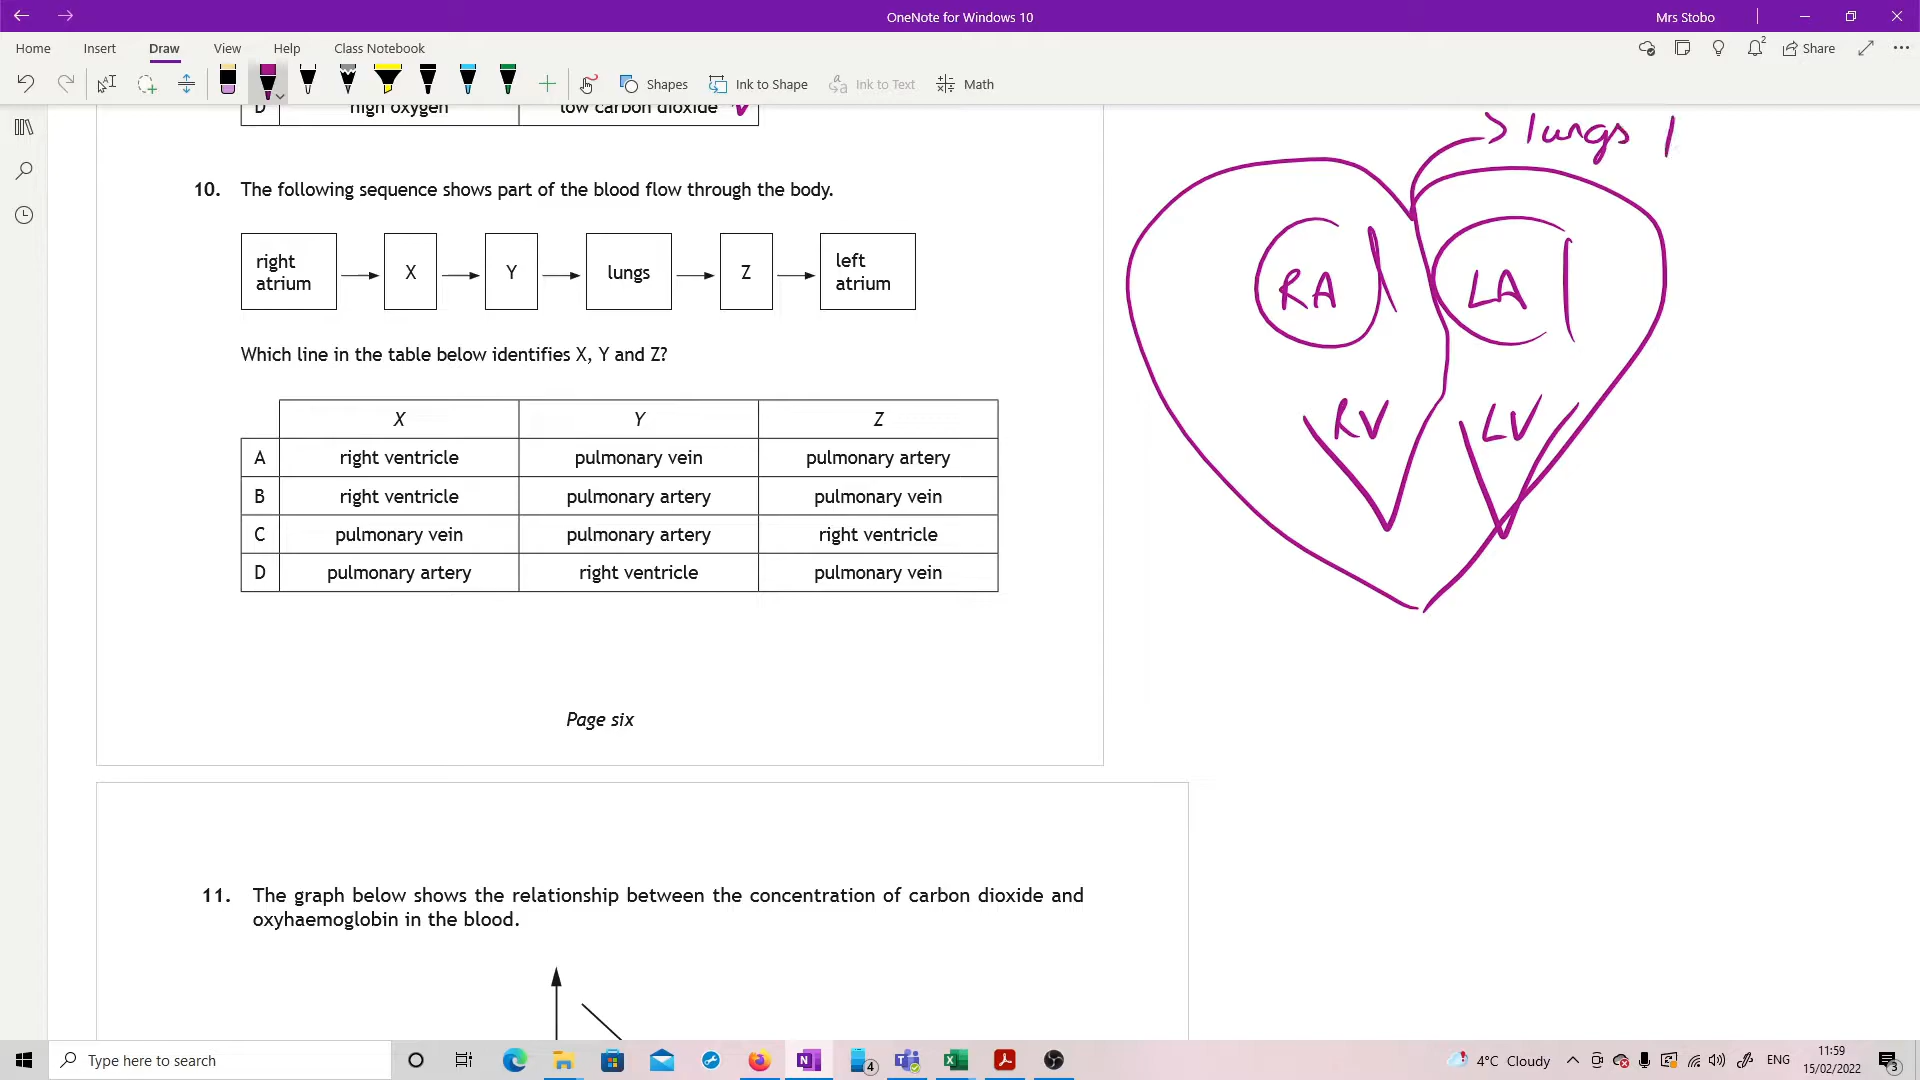 OneNote for Windows 10
Mrs Stobo
Home Insert Draw View Help Class Notebook
2
Share
Shapes Ink to Shape Ink to Text Math
D high oxygen low carbon dioxide
lungs
10. The following sequence shows part of the blood flow through the body.
right atrium X Y lungs Z left atrium
RA LA
Which line in the table below identifies X, Y and Z?
RV LV
X Y Z
A right ventricle pulmonary vein pulmonary artery
B right ventricle pulmonary artery pulmonary vein
C pulmonary vein pulmonary artery right ventricle
D pulmonary artery right ventricle pulmonary vein
Page six
11. The graph below shows the relationship between the concentration of carbon dioxide and
oxyhaemoglobin in the blood.
Type here to search
4
4°C Cloudy
ENG
11:59
15/02/2022
3